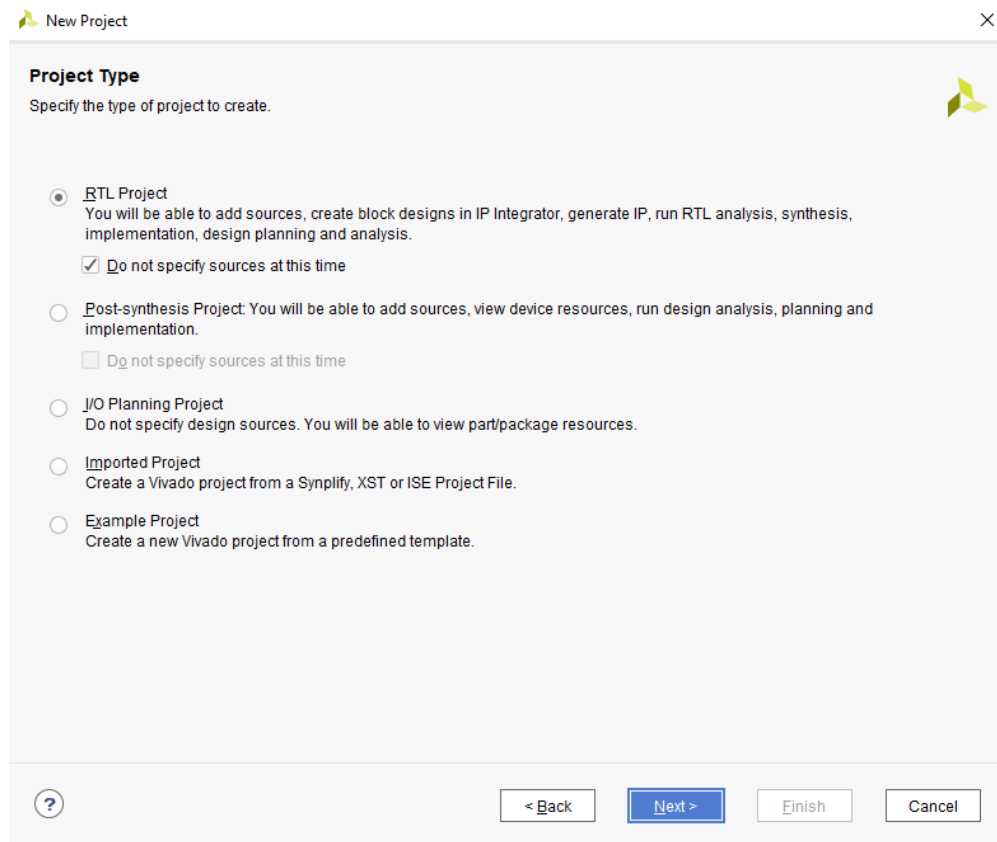 New Project
Project Type
Specify the type of project to create.
RTL Project
You will be able to add sources, create block designs in IP Integrator, generate IP, run RTL analysis, synthesis,
implementation, design planning and analysis.
Do not specify sources at this time
Post-synthesis Project: You will be able to add sources, view device resources, run design analysis, planning and
implementation.
Do not specify sources at this time
I/O Planning Project
Do not specify design sources. You will be able to view part/package resources.
Imported Project
Create a Vivado project from a Synplify, XST or ISE Project File.
Example Project
Create a new Vivado project from a predefined template.
?
< Back
Next >
Finish
Cancel